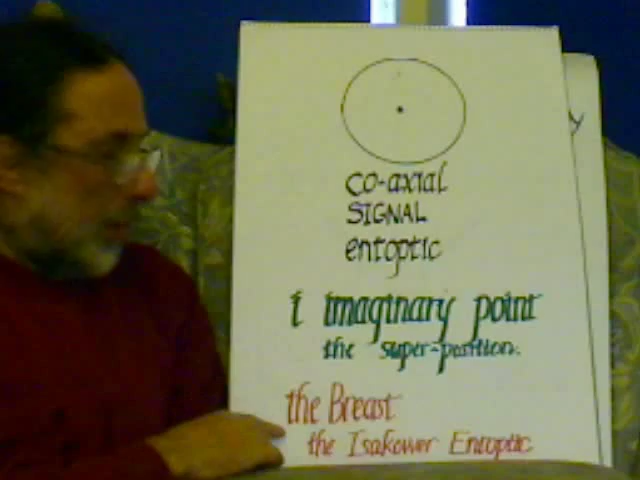 co-axial
SIGNAL
entoptic
i imaginary point
the super-position.
the Breast
the Isakower Entoptic
y